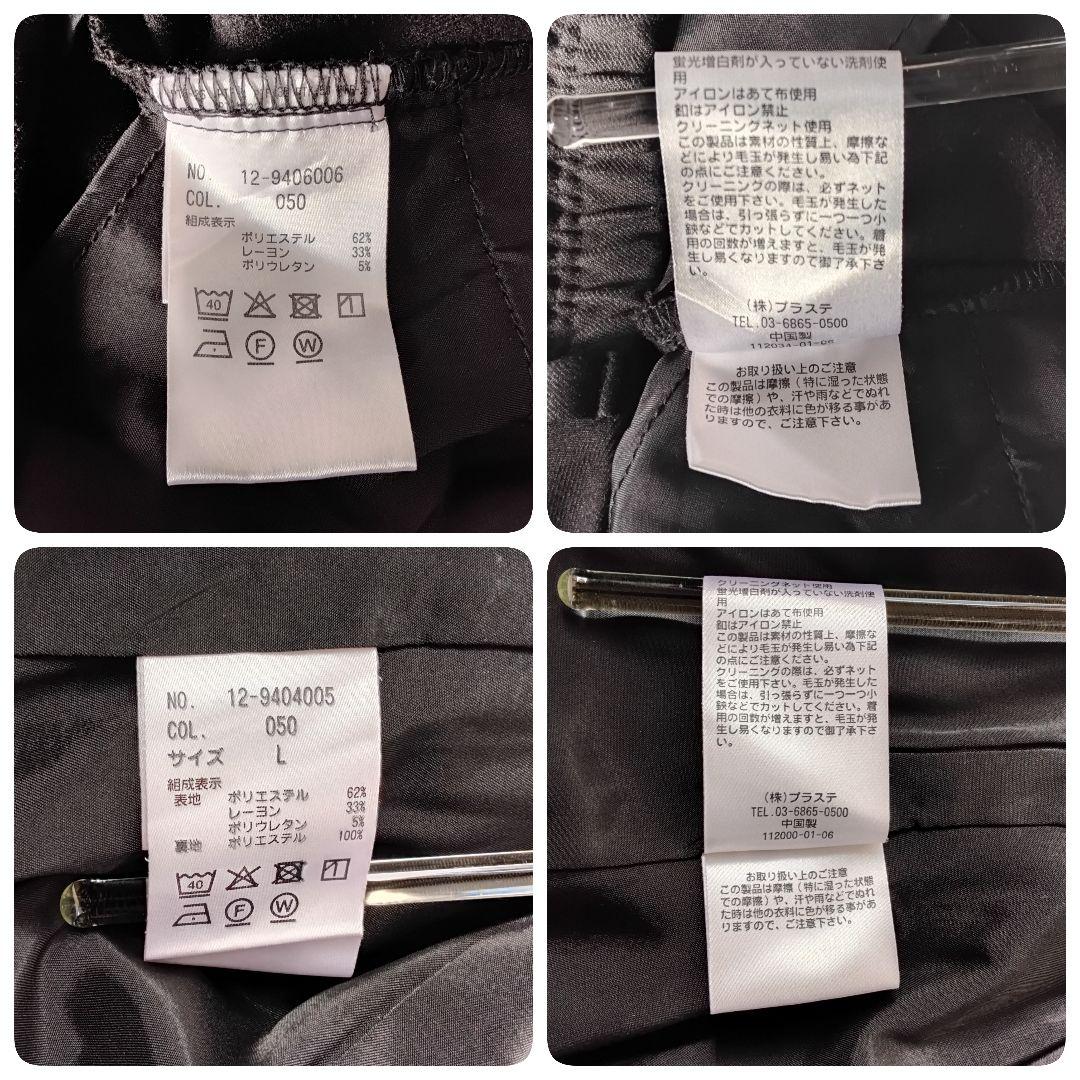 NO. 12-9406006
COL. 050
組成表示
ポリエステル 62%
レーヨン 33%
ポリウレタン 5%
40
F W
蛍光増白剤が入っていない洗剤使
用
アイロンはあて布使用
釦はアイロン禁止
クリーニングネット使用
この製品は素材の性質上、摩擦な
どにより毛玉が発生し易い為下記
の点にご注意ください。
クリーニングの際は、必ずネット
をご使用下さい。毛玉が発生した
場合は、引っ張らずに一つ一つ小
鋏などでカットしてください。着
用の回数が増えますと、毛玉が発
生し易くなりますので御了承下さ
い。
(株)プラステ
TEL.03-6865-0500
中国製
112034-01-06
お取り扱い上のご注意
この製品は摩擦(特に湿った状態
での摩擦)や、汗や雨などでぬれ
た時は他の衣料に色が移る事があ
りますので、ご注意下さい。
NO. 12-9404005
COL. 050
サイズ L
組成表示
表地 ポリエステル 62%
レーヨン 33%
ポリウレタン 5%
裏地 ポリエステル 100%
40
F W
クリーニングネット使用
蛍光増白剤が入っていない洗剤使
用
アイロンはあて布使用
釦はアイロン禁止
この製品は素材の性質上、摩擦な
どにより毛玉が発生し易い為下記
の点にご注意ください。
クリーニングの際は、必ずネット
をご使用下さい。毛玉が発生した
場合は、引っ張らずに一つ一つ小
鋏などでカットしてください。着
用の回数が増えますと、毛玉が発
生し易くなりますので御了承下さ
い。
(株)プラステ
TEL.03-6865-0500
中国製
112000-01-06
お取り扱い上のご注意
この製品は摩擦(特に湿った状態
での摩擦)や、汗や雨などでぬれ
た時は他の衣料に色が移る事があ
りますので、ご注意下さい。